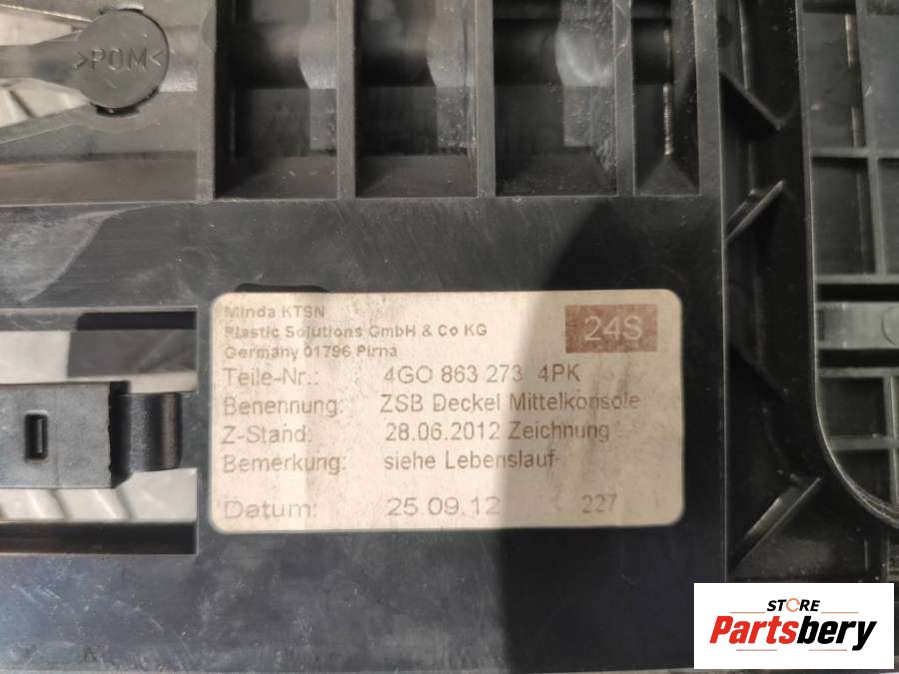 >POM<
Minda KTSN
Plastic Solutions GmbH & Co KG
Germany 01796 Pirna
24S
Teile-Nr.: 4GO 863 273 4PK
Benennung: ZSB Deckel Mittelkonsole
Z-Stand: 28.06.2012 Zeichnung
Bemerkung: siehe Lebenslauf
Datum: 25.09.12 227
STORE
Partsbery